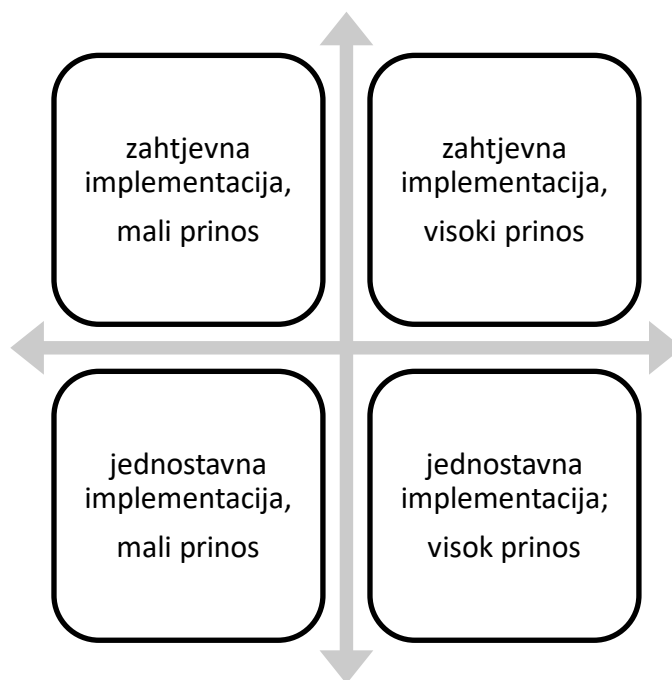 zahtjevna
implementacija,
mali prinos
zahtjevna
implementacija,
visoki prinos
jednostavna
implementacija,
mali prinos
jednostavna
implementacija;
visok prinos